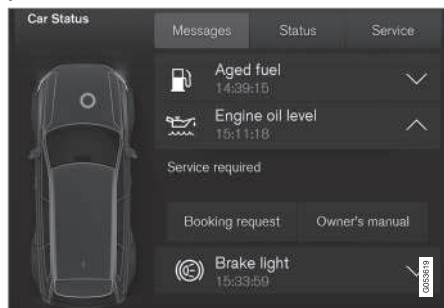 Car Status
Messages
Status
Service
Aged fuel
14:39:15
Engine oil level
15:11:18
Service required
Booking request
Owner's manual
Brake light
15:33:59
G053619